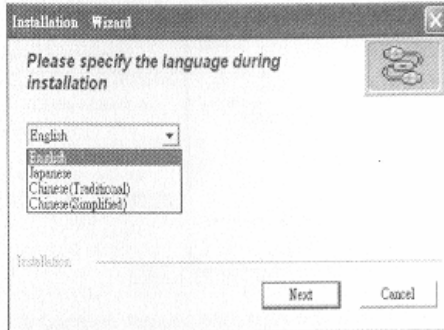 Installation Wizard
Please specify the language during
installation
English
English
Japanese
Chinese(Traditional)
Chinese(Simplified)
Installation
Next
Cancel